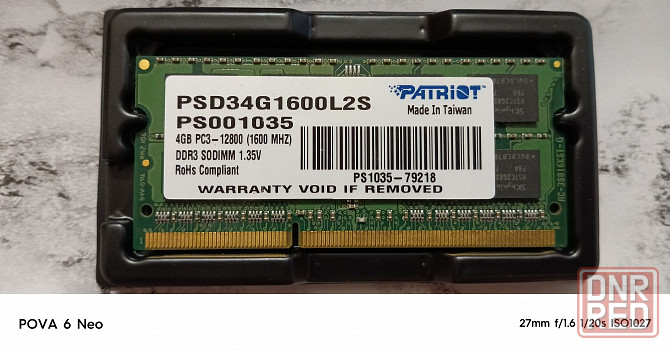 PATRIOT
Made In Taiwan
PSD34G1600L2S
PS001035
4GB PC3-12800 (1600 MHZ)
DDR3 SODIMM 1.35V
RoHs Compliant
PS1035-79218
WARRANTY VOID IF REMOVED
DNR
RED
POVA 6 Neo
27mm f/1.6 1/20s ISO1027